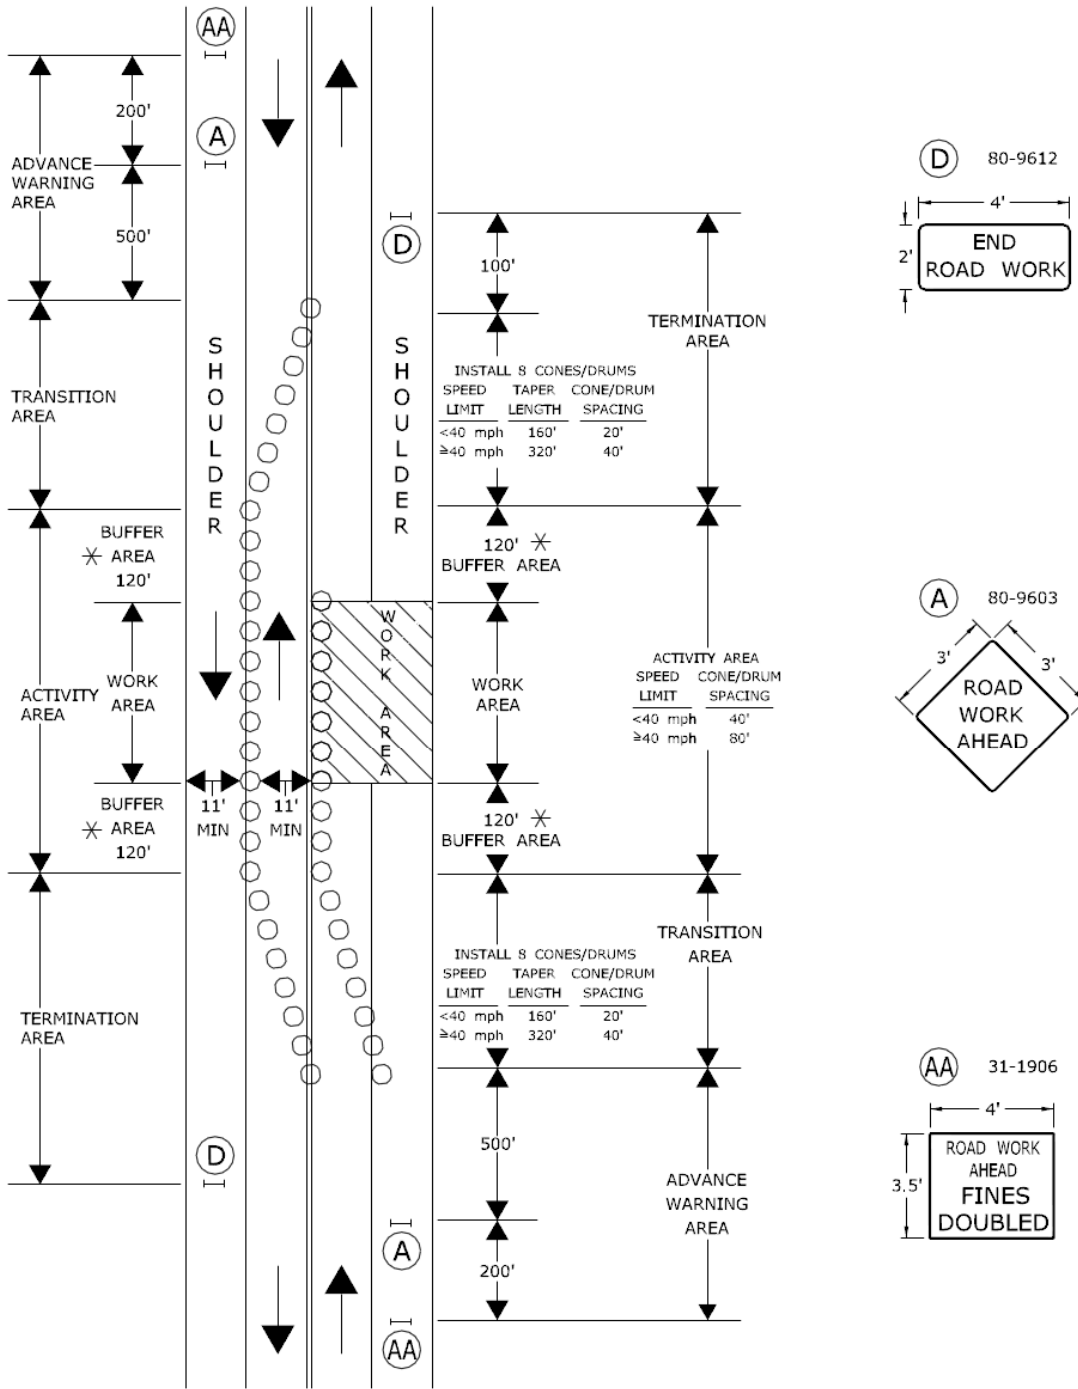 AA
200'
A
ADVANCE
WARNING
AREA
500'
D
100'
TERMINATION
AREA
SHOULDER
SHOULDER
TRANSITION
AREA
INSTALL 8 CONES/DRUMS
SPEED TAPER CONE/DRUM
LIMIT LENGTH SPACING
<40 mph 160' 20'
≥40 mph 320' 40'
BUFFER
* AREA
120'
120' *
BUFFER AREA
WORK AREA
ACTIVITY
AREA
WORK
AREA
WORK
AREA
ACTIVITY AREA
SPEED CONE/DRUM
LIMIT SPACING
<40 mph 40'
≥40 mph 80'
BUFFER
* AREA
120'
11'
MIN
11'
MIN
120' *
BUFFER AREA
TRANSITION
AREA
INSTALL 8 CONES/DRUMS
SPEED TAPER CONE/DRUM
LIMIT LENGTH SPACING
<40 mph 160' 20'
≥40 mph 320' 40'
TERMINATION
AREA
D
500'
ADVANCE
WARNING
AREA
A
200'
AA
D 80-9612
4'
2'
END
ROAD WORK
A 80-9603
3'
3'
ROAD
WORK
AHEAD
AA 31-1906
4'
3.5'
ROAD WORK
AHEAD
FINES
DOUBLED